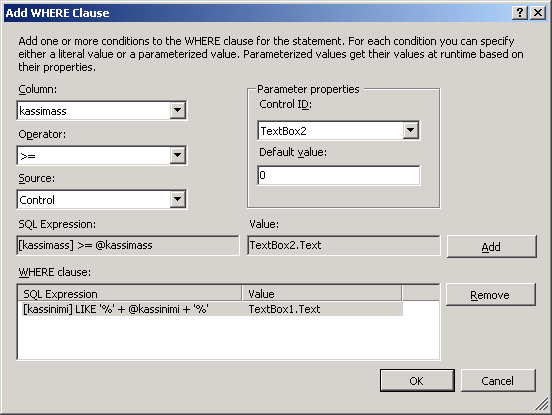 Add WHERE Clause
Add one or more conditions to the WHERE clause for the statement. For each condition you can specify
either a literal value or a parameterized value. Parameterized values get their values at runtime based on
their properties.
Column:
kassimass
Operator:
>=
Source:
Control
Parameter properties
Control ID:
TextBox2
Default value:
0
SQL Expression:
[kassimass] >= @kassimass
Value:
TextBox2.Text
Add
WHERE clause:
SQL Expression Value
[kassinimi] LIKE '%' + @kassinimi + '%' TextBox1.Text
Remove
OK
Cancel